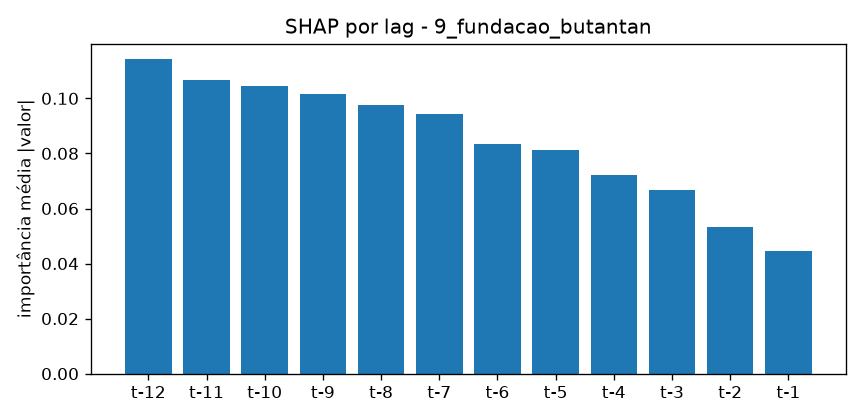 SHAP por lag - 9_fundacao_butantan
importância média |valor|
0.10
0.08
0.06
0.04
0.02
0.00
t-12 t-11 t-10 t-9 t-8 t-7 t-6 t-5 t-4 t-3 t-2 t-1